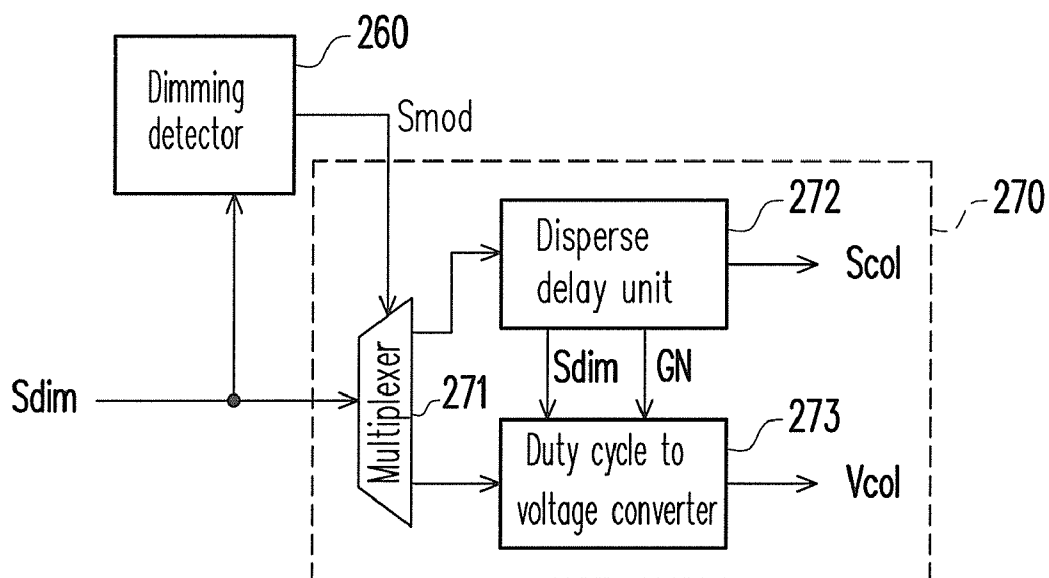 260
Dimming
detector
Smod
272
270
Disperse
delay unit
Scol
Sdim
GN
Sdim
Multiplexer
271
273
Duty cycle to
voltage converter
Vcol